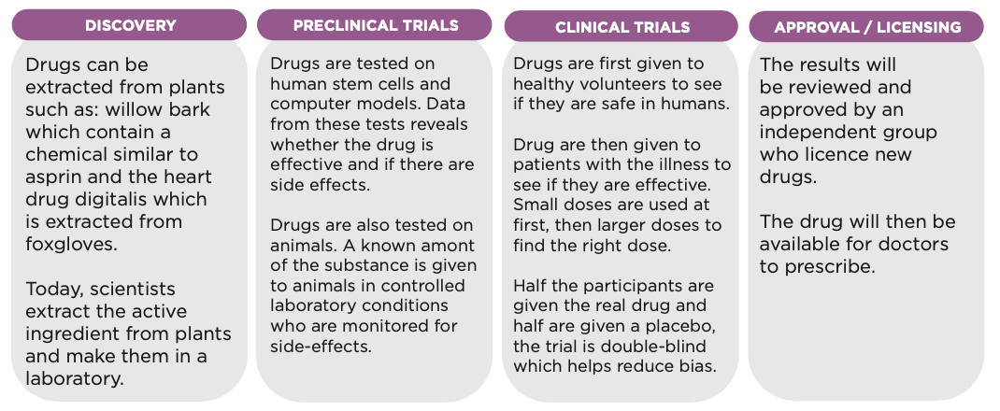 DISCOVERY
Drugs can be
extracted from plants
such as: willow bark
which contain a
chemical similar to
asprin and the heart
drug digitalis which
is extracted from
foxgloves.
Today, scientists
extract the active
ingredient from plants
and make them in a
laboratory.
PRECLINICAL TRIALS
Drugs are tested on
human stem cells and
computer models. Data
from these tests reveals
whether the drug is
effective and if there are
side effects.
Drugs are also tested on
animals. A known amont
of the substance is given
to animals in controlled
laboratory conditions
who are monitored for
side-effects.
CLINICAL TRIALS
Drugs are first given to
healthy volunteers to see
if they are safe in humans.
Drug are then given to
patients with the illness to
see if they are effective.
Small doses are used at
first, then larger doses to
find the right dose.
Half the participants are
given the real drug and
half are given a placebo,
the trial is double-blind
which helps reduce bias.
APPROVAL / LICENSING
The results will
be reviewed and
approved by an
independent group
who licence new
drugs.
The drug will then be
available for doctors
to prescribe.